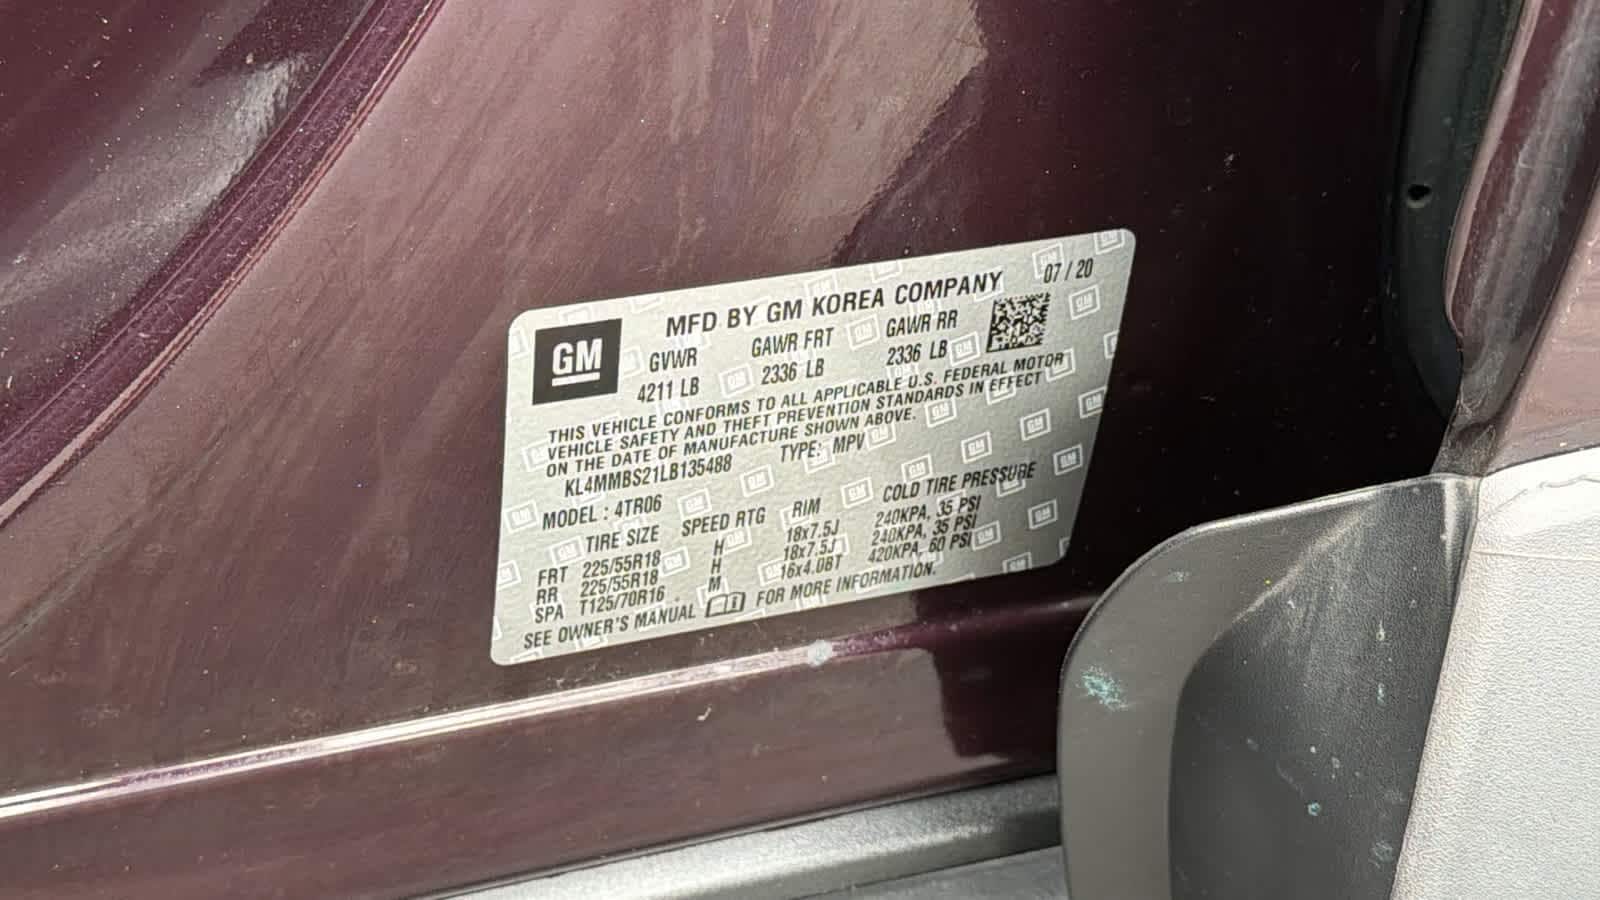 MFD BY GM KOREA COMPANY 07 / 20
GM
GVWR GAWR FRT GAWR RR
4211 LB 2336 LB 2336 LB
THIS VEHICLE CONFORMS TO ALL APPLICABLE U.S. FEDERAL MOTOR
VEHICLE SAFETY AND THEFT PREVENTION STANDARDS IN EFFECT
ON THE DATE OF MANUFACTURE SHOWN ABOVE.
KL4MMBS21LB135488 TYPE: MPV
MODEL : 4TR06
TIRE SIZE SPEED RTG RIM COLD TIRE PRESSURE
FRT 225/55R18 H 18x7.5J 240KPA, 35 PSI
RR 225/55R18 H 18x7.5J 240KPA, 35 PSI
SPA T125/70R16 M 16x4.0BT 420KPA, 60 PSI
SEE OWNER'S MANUAL FOR MORE INFORMATION.